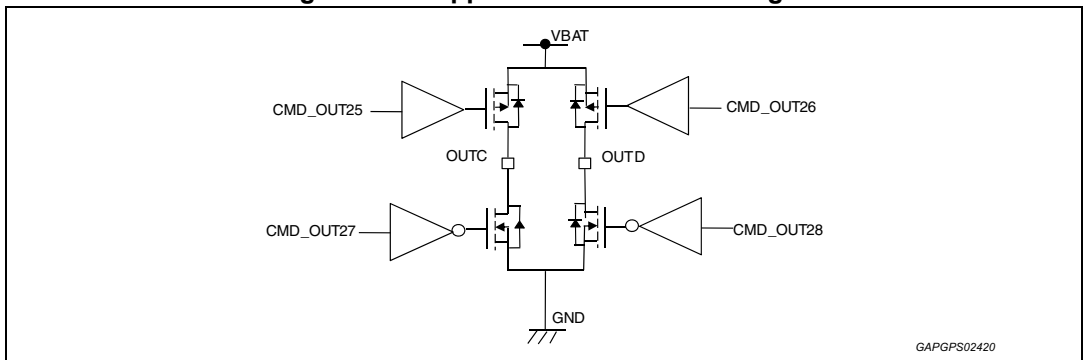 VBAT
CMD_OUT25
CMD_OUT26
OUTC
OUTD
CMD_OUT27
CMD_OUT28
GND
GAPGPS02420